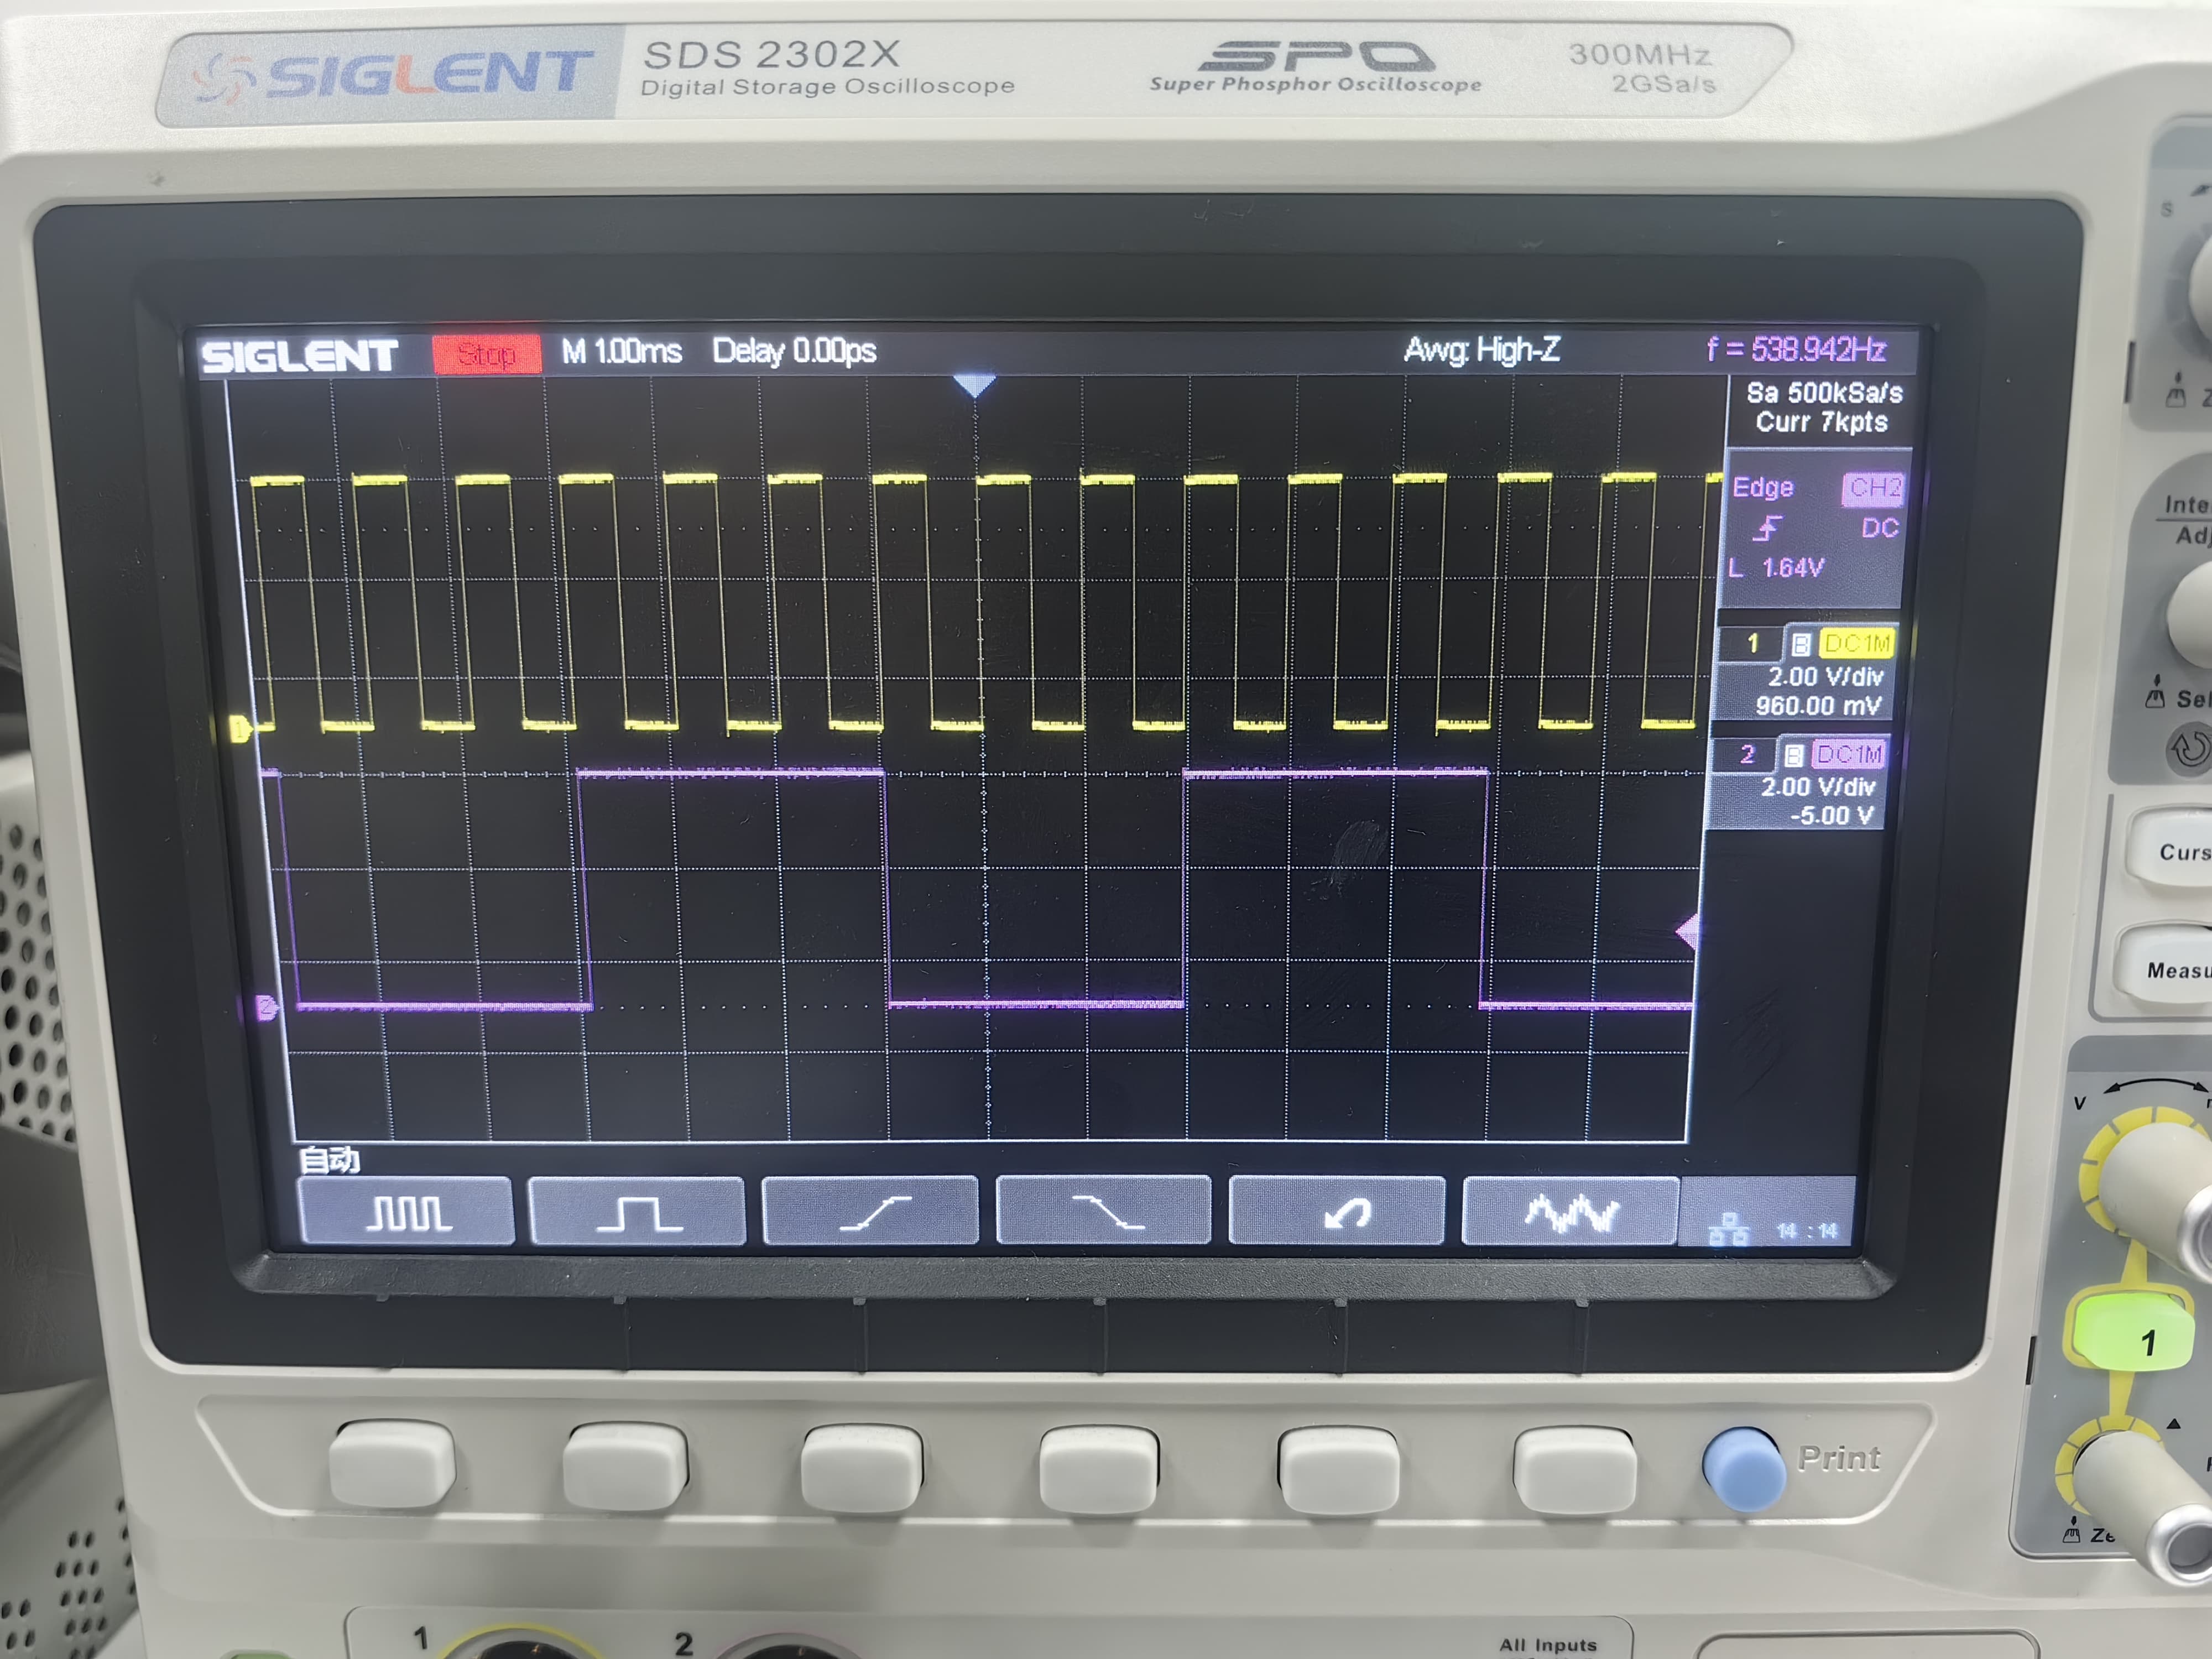 SIGLENT
SDS 2302X
Digital Storage Oscilloscope
SPO
Super Phosphor Oscilloscope
300MHz
2GSa/s
SIGLENT Stop M 1.00ms Delay 0.00ps Awg: High-Z f = 538.942Hz
Sa 500kSa/s
Curr 7kpts
Edge CH2
DC
L 1.64V
1 B DC1M
2.00 V/div
960.00 mV
2 B DC1M
2.00 V/div
-5.00 V
1
2
自动
14 : 14
S
Z
Inte
Adj
Sel
Curs
Measu
V
1
Ze
Print
1
2
All Inputs